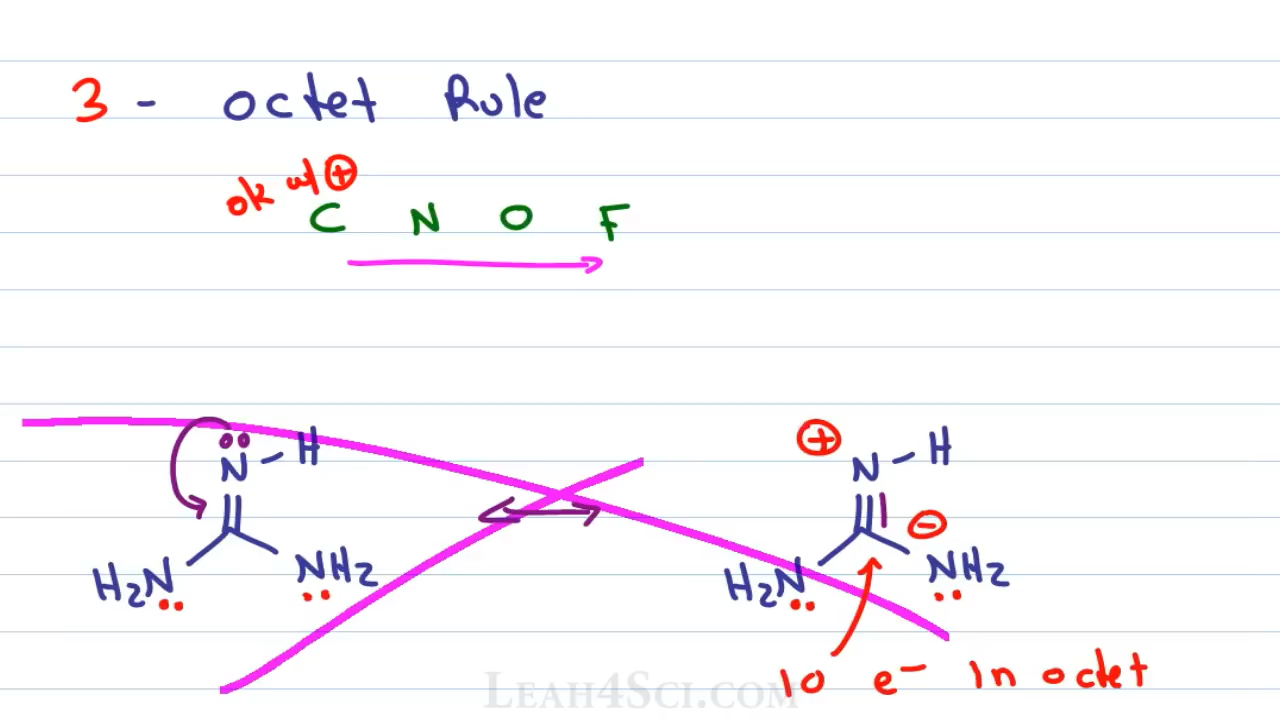 3 - octet Rule
ok w/ ⊕
C N O F
⊕
N - H N - H
⊖
H2N NH2 H2N NH2
10 e⁻ in octet
LEAH4SCI.COM